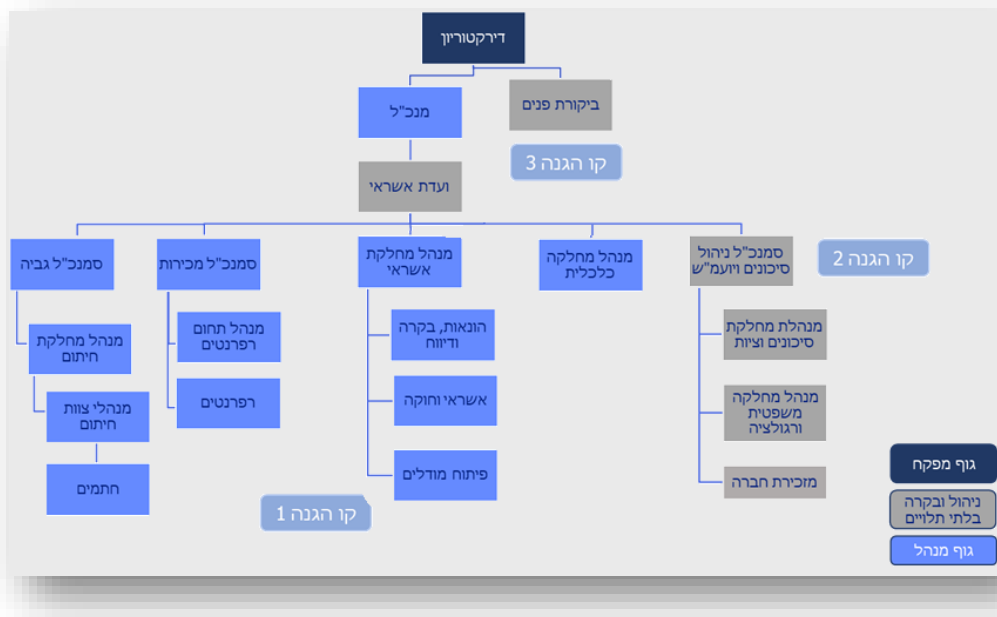 דירקטוריון
מנכ"ל
ביקורת פנים
קו הגנה 3
ועדת אשראי
סמנכ"ל ניהול
סיכונים ויועמ"ש
קו הגנה 2
מנהל מחלקה
כלכלית
מנהל מחלקת
אשראי
סמנכ"ל מכירות
סמנכ"ל גביה
מנהלת מחלקת
סיכונים וציות
מנהל מחלקה
משפטית
ורגולציה
מזכירת חברה
הונאות, בקרה
ודיווח
אשראי וחוקה
פיתוח מודלים
מנהל תחום
רפרנטים
רפרנטים
מנהל מחלקת
חיתום
מנהלי צוות
חיתום
חתמים
קו הגנה 1
גוף מפקח
ניהול ובקרה
בלתי תלויים
גוף מנהל